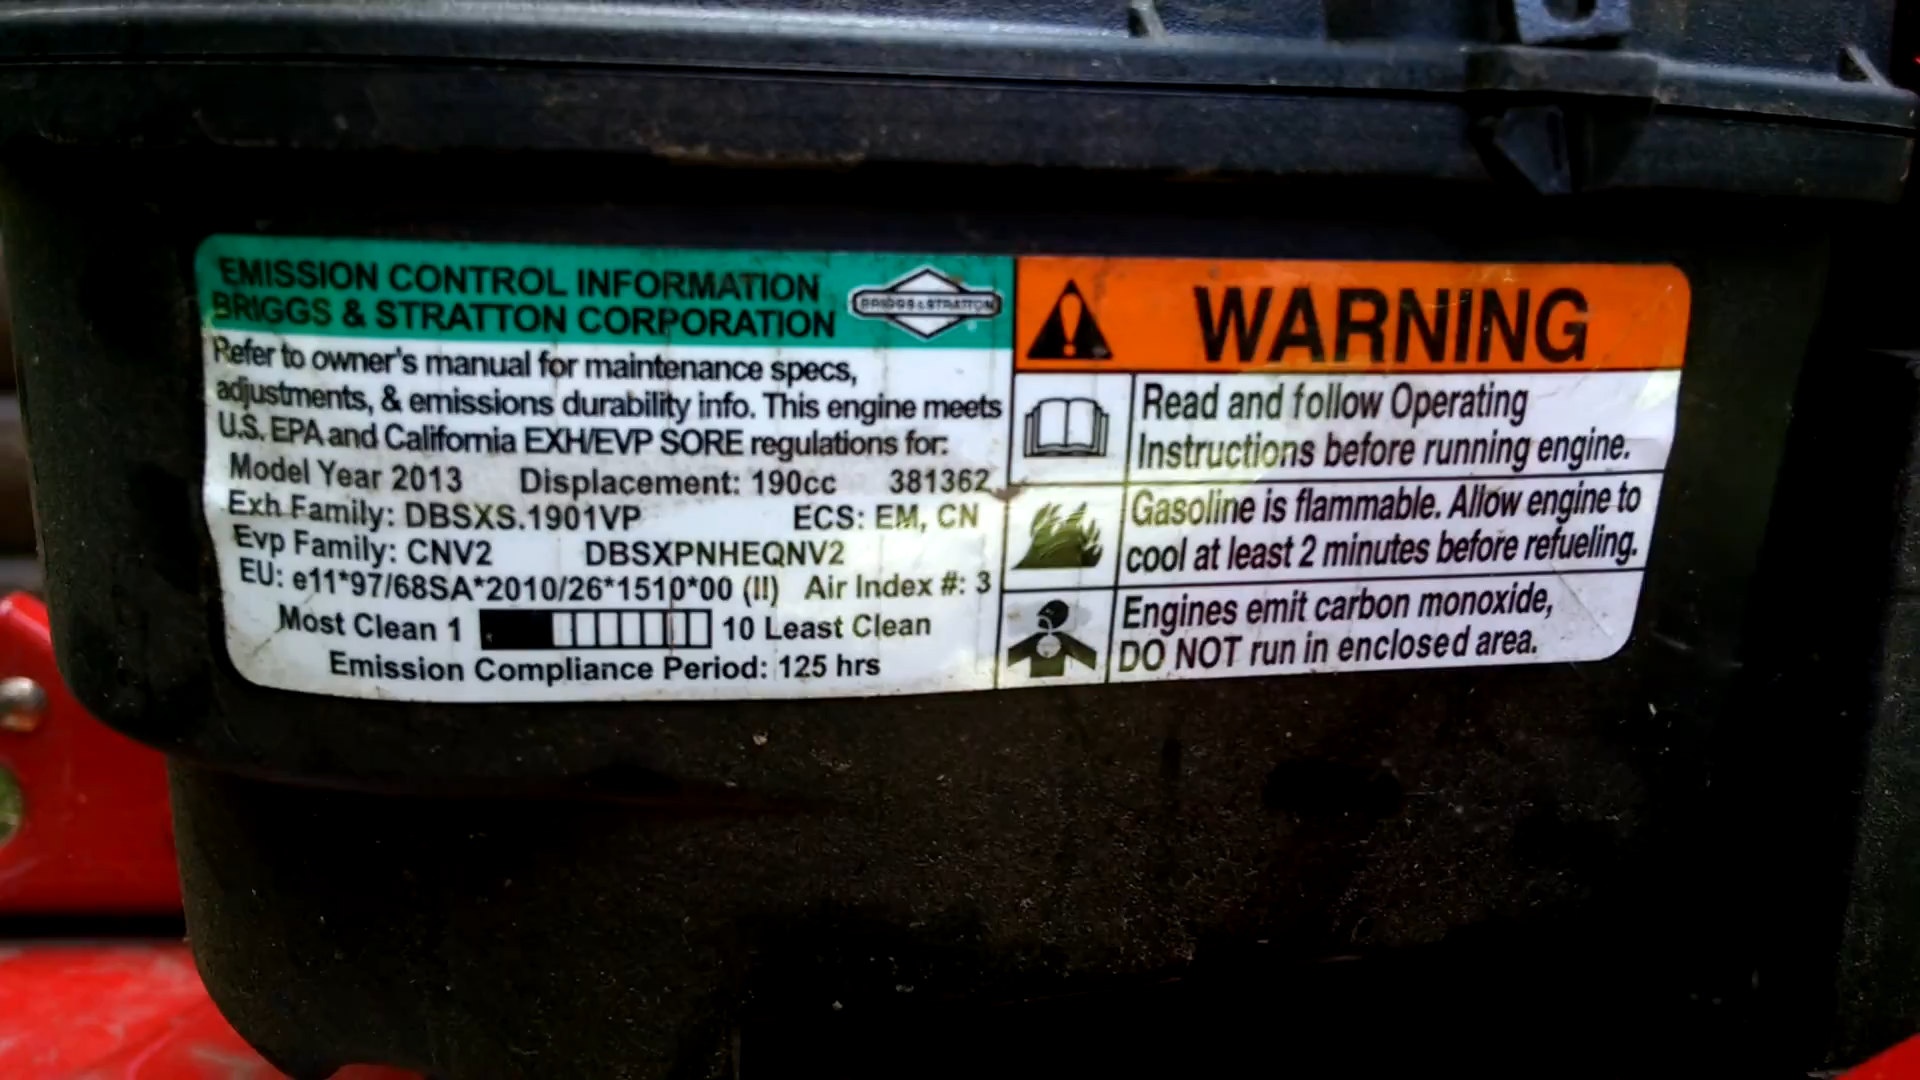 EMISSION CONTROL INFORMATION
BRIGGS & STRATTON CORPORATION
BRIGGS & STRATTON
Refer to owner's manual for maintenance specs,
adjustments, & emissions durability info. This engine meets
U.S. EPA and California EXH/EVP SORE regulations for:
Model Year 2013 Displacement: 190cc 381362
Exh Family: DBSXS.1901VP ECS: EM, CN
Evp Family: CNV2 DBSXPNHEQNV2
EU: e11*97/68SA*2010/26*1510*00 (II) Air Index #: 3
Most Clean 1 10 Least Clean
Emission Compliance Period: 125 hrs
WARNING
Read and follow Operating
Instructions before running engine.
Gasoline is flammable. Allow engine to
cool at least 2 minutes before refueling.
Engines emit carbon monoxide,
DO NOT run in enclosed area.